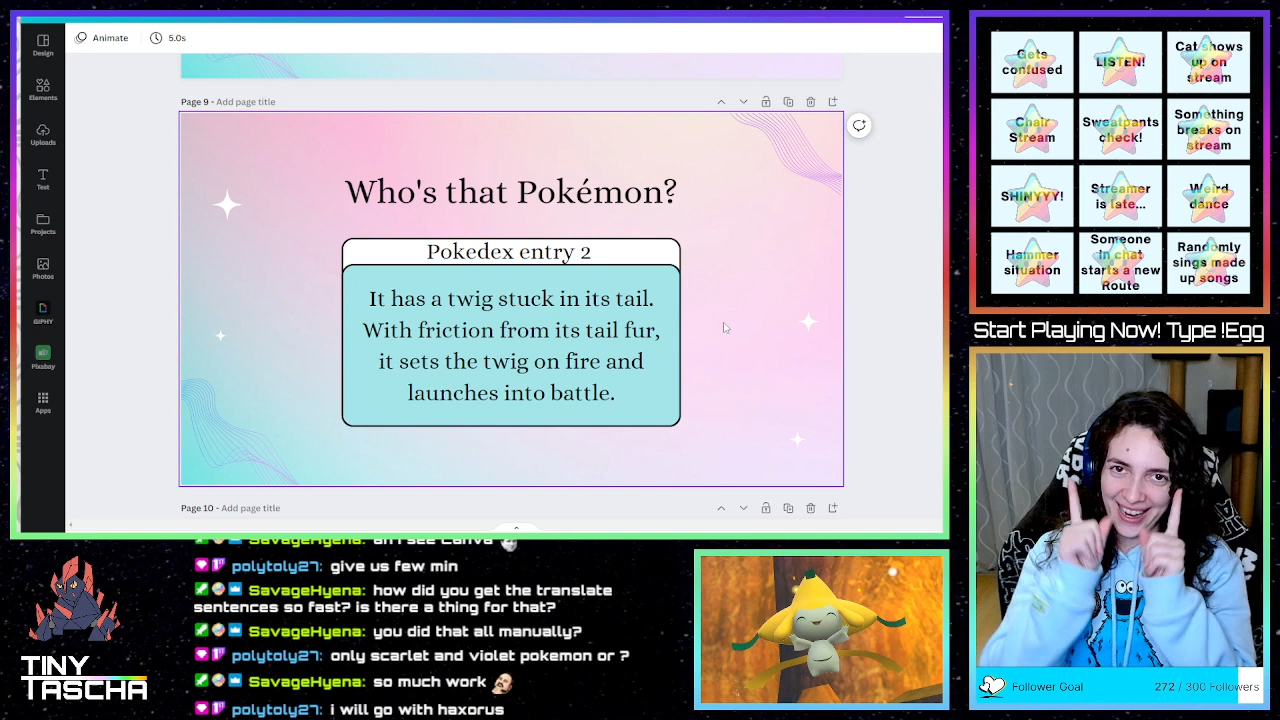 Animate
5.0s
Design
Elements
Uploads
Text
Projects
Photos
GIPHY
Pixabay
Apps
Page 9 - Add page title
Who's that Pokémon?
Pokedex entry 2
It has a twig stuck in its tail.
With friction from its tail fur,
it sets the twig on fire and
launches into battle.
Page 10 - Add page title
Gets
confused
LISTEN!
Cat shows
up on
stream
Chair
Stream
Sweatpants
check!
Something
breaks on
stream
SHINYYY!
Streamer
is late...
Weird
dance
Hammer
situation
Someone
in chat
starts a new
Route
Randomly
sings made
up songs
Start Playing Now! Type !Egg
TINY
TASCHA
SavageHyena: ah i see Canva
polytoly27: give us few min
SavageHyena: how did you get the translate
sentences so fast? is there a thing for that?
SavageHyena: you did that all manually?
polytoly27: only scarlet and violet pokemon or ?
SavageHyena: so much work
polytoly27: i will go with haxorus
Follower Goal
272 / 300 Followers